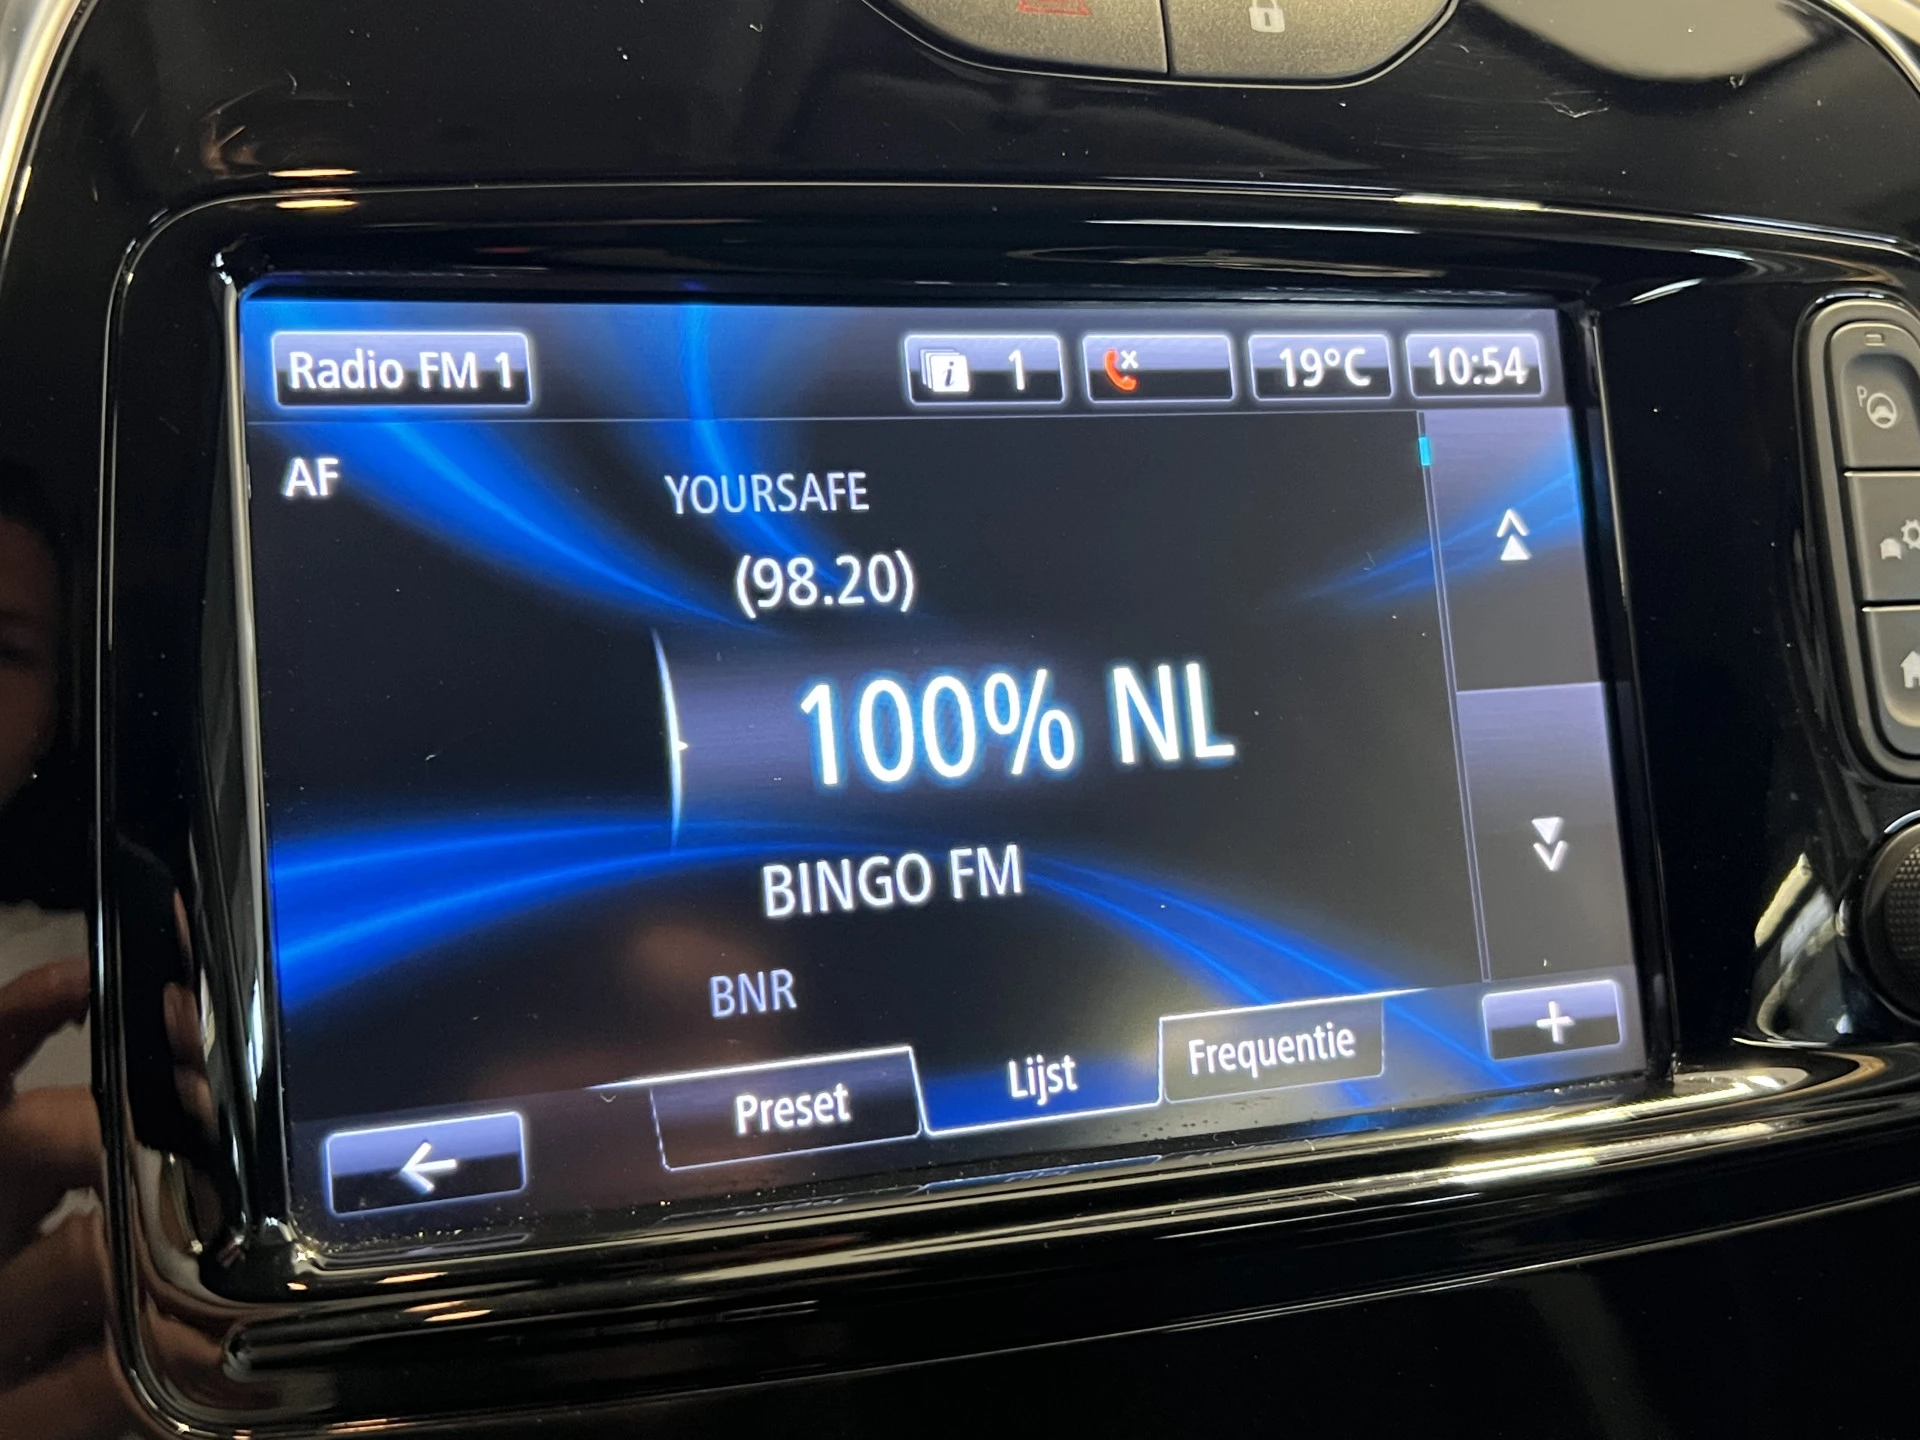 Radio FM 1
1
19°C
10:54
AF
YOURSAFE
(98.20)
100% NL
BINGO FM
BNR
Preset
Lijst
Frequentie
P